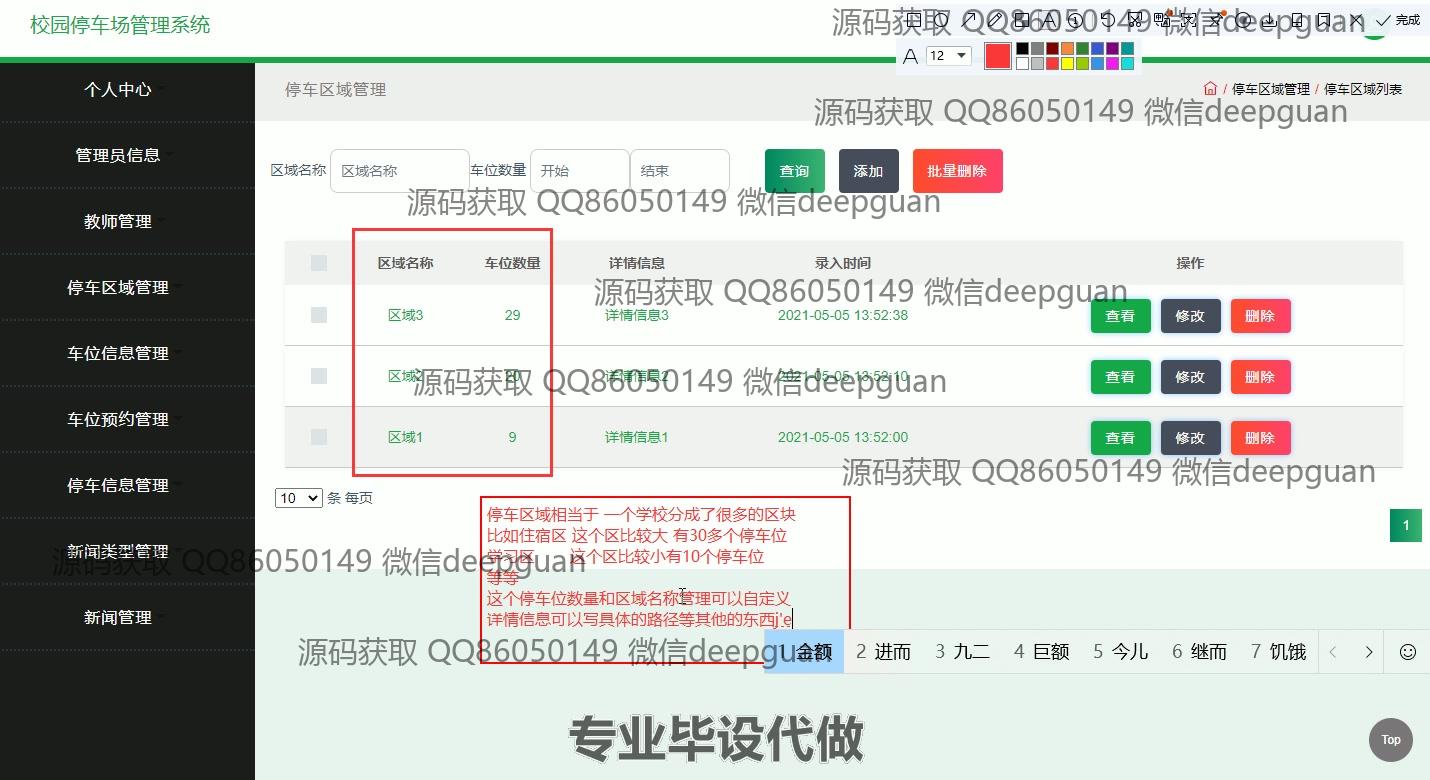 校园停车场管理系统
源码获取 QQ86050149 微信deepguan
完成
A 12
个人中心
管理员信息
教师管理
停车区域管理
车位信息管理
车位预约管理
停车信息管理
新闻类型管理
新闻管理
停车区域管理
/ 停车区域管理 / 停车区域列表
源码获取 QQ86050149 微信deepguan
区域名称 区域名称 车位数量 开始 结束 查询 添加 批量删除
源码获取 QQ86050149 微信deepguan
区域名称 车位数量 详情信息 录入时间 操作
源码获取 QQ86050149 微信deepguan
区域3 29 详情信息3 2021-05-05 13:52:38 查看 修改 删除
区域2 20 详情信息2 2021-05-05 13:52:10 查看 修改 删除
源码获取 QQ86050149 微信deepguan
区域1 9 详情信息1 2021-05-05 13:52:00 查看 修改 删除
源码获取 QQ86050149 微信deepguan
10 条 每页
1
停车区域相当于 一个学校分成了很多的区块
比如住宿区 这个区比较大 有30多个停车位
学习区 这个区比较小有10个停车位
源码获取 QQ86050149 微信deepguan
等等
这个停车位数量和区域名称管理可以自定义
详情信息可以写具体的路径等其他的东西j'e
源码获取 QQ86050149 微信deepguan
1 金额 2 进而 3 九二 4 巨额 5 今儿 6 继而 7 饥饿
专业毕设代做
Top